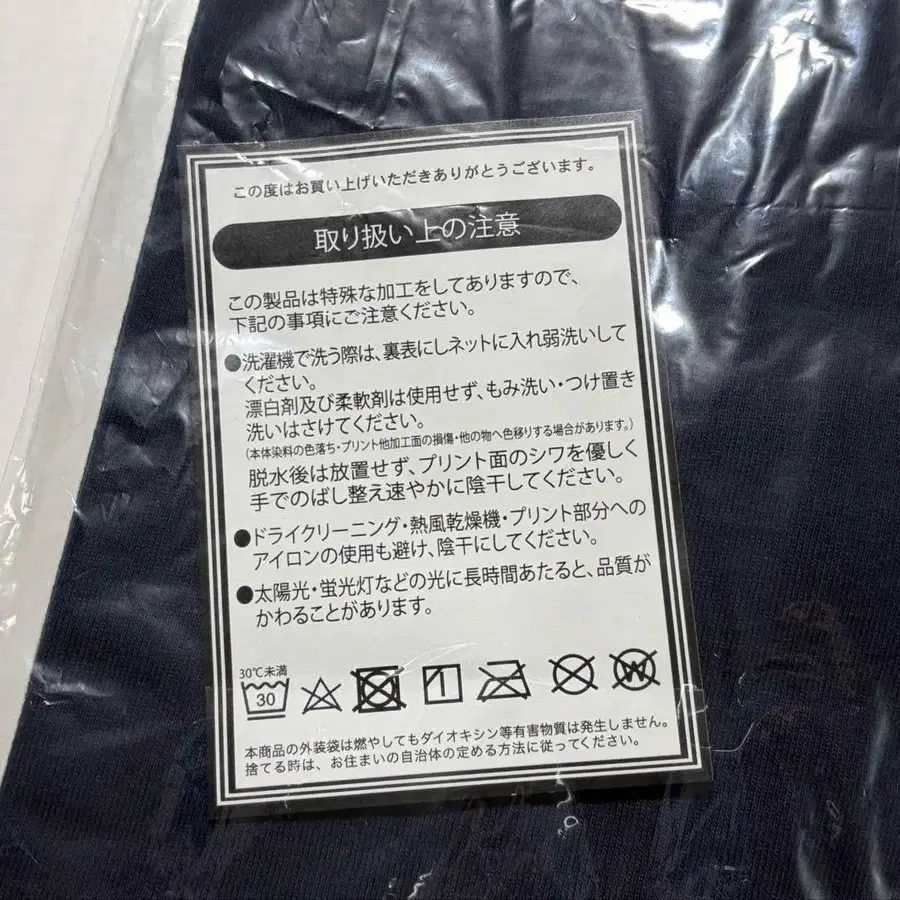 この度はお買い上げいただきありがとうございます。
取り扱い上の注意
この製品は特殊な加工をしてありますので、
下記の事項にご注意ください。
●洗濯機で洗う際は、裏表にしネットに入れ弱洗いして
ください。
漂白剤及び柔軟剤は使用せず、もみ洗い・つけ置き
洗いはさけてください。
(本体染料の色落ち・プリント他加工面の損傷・他の物へ色移りする場合があります。)
脱水後は放置せず、プリント面のシワを優しく
手でのばし整え速やかに陰干してください。
●ドライクリーニング・熱風乾燥機・プリント部分への
アイロンの使用も避け、陰干にしてください。
●太陽光・蛍光灯などの光に長時間あたると、品質が
かわることがあります。
30℃未満
30
W
本商品の外装袋は燃やしてもダイオキシン等有害物質は発生しません。
捨てる時は、お住まいの自治体の定める方法に従ってください。